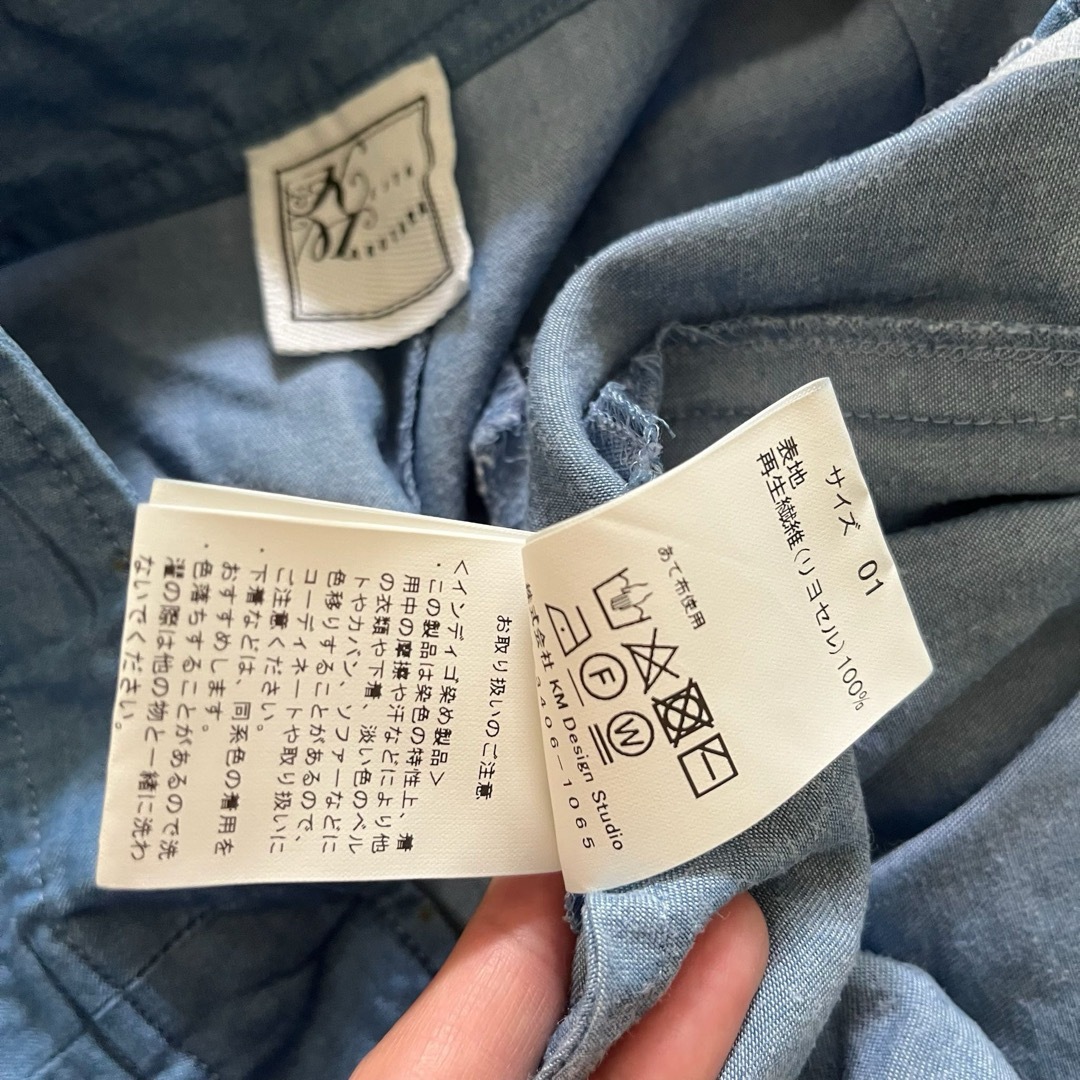 サイズ 01
表地
再生繊維(リヨセル)100%
あて布使用
F
W
株式会社 KM Design Studio
3406-1065
お取り扱いのご注意
<インディゴ染め製品>
・この製品は染色の特性上、着
用中の摩擦や汗などにより他
の衣類や下着、淡い色のベル
トやカバン、ソファーなどに
色移りすることがあるので、
コーディネートや取り扱いに
ご注意ください。
・下着などは、同系色の着用を
おすすめします。
・色落ちすることがあるので洗
濯の際は他の物と一緒に洗わ
ないでください。